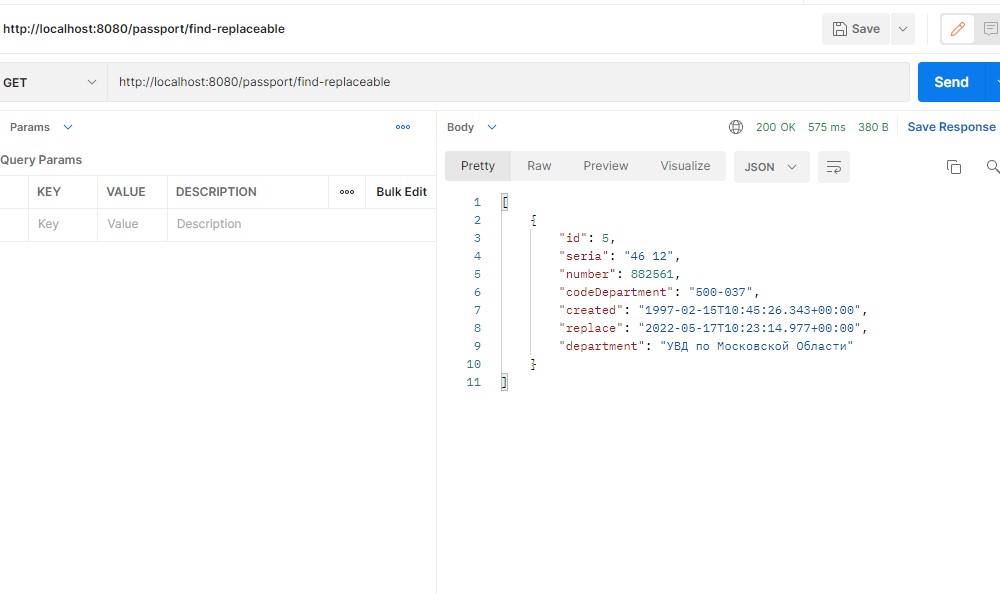 http://localhost:8080/passport/find-replaceable
Save
GET
http://localhost:8080/passport/find-replaceable
Send
Params
ooo
Body
200 OK 575 ms 380 B Save Response
Query Params
Pretty Raw Preview Visualize JSON
KEY VALUE DESCRIPTION ooo Bulk Edit
Key Value Description
1 [
2 {
3 "id": 5,
4 "seria": "46 12",
5 "number": 882561,
6 "codeDepartment": "500-037",
7 "created": "1997-02-15T10:45:26.343+00:00",
8 "replace": "2022-05-17T10:23:14.977+00:00",
9 "department": "УВД по Московской Области"
10 }
11 ]